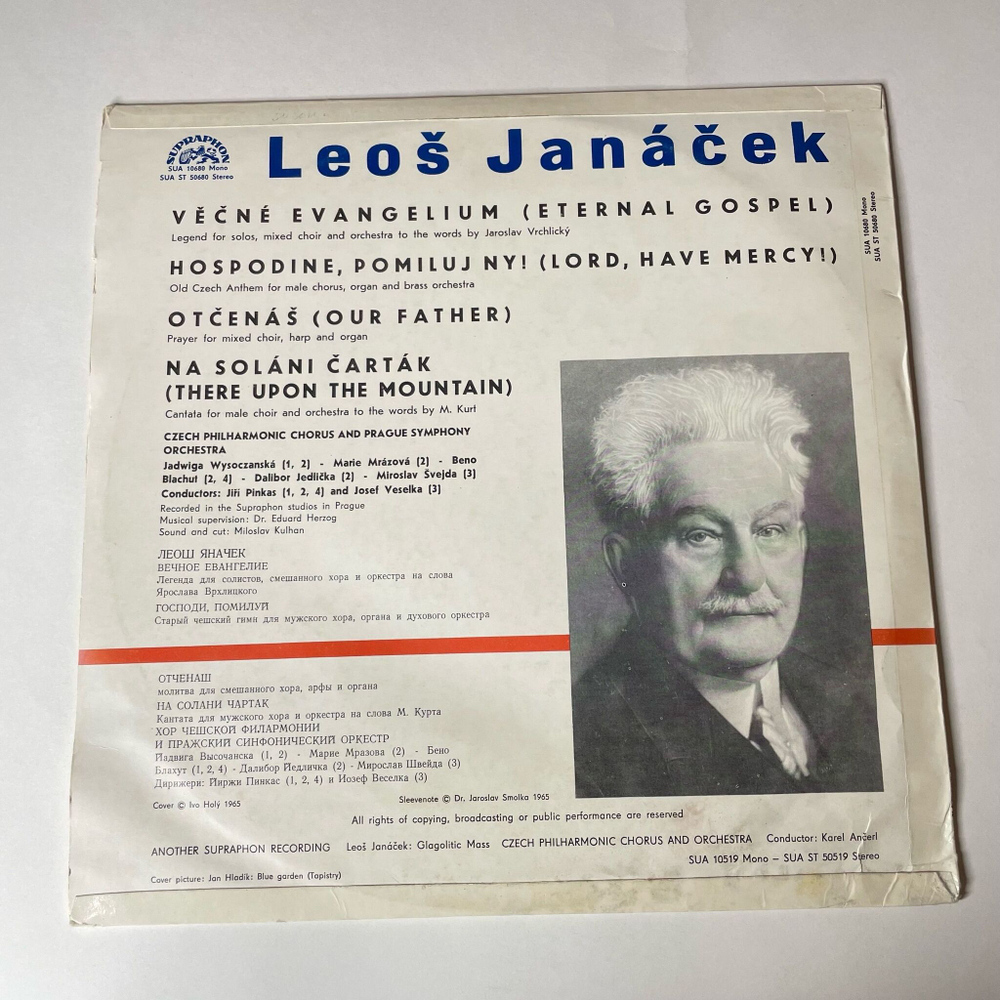 SUPRAPHON
SUA 10680 Mono
SUA ST 50680 Stereo
Leoš Janáček
VĚČNÉ EVANGELIUM (ETERNAL GOSPEL)
Legend for solos, mixed choir and orchestra to the words by Jaroslav Vrchlický
HOSPODINE, POMILUJ NY! (LORD, HAVE MERCY!)
Old Czech Anthem for male chorus, organ and brass orchestra
OTČENÁŠ (OUR FATHER)
Prayer for mixed choir, harp and organ
NA SOLÁNI ČARTÁK
(THERE UPON THE MOUNTAIN)
Cantata for male choir and orchestra to the words by M. Kurt
CZECH PHILHARMONIC CHORUS AND PRAGUE SYMPHONY
ORCHESTRA
Jadwiga Wysoczanská (1, 2) - Marie Mrázová (2) - Beno
Blachut (2, 4) - Dalibor Jedlička (2) - Miroslav Švejda (3)
Conductors: Jiří Pinkas (1, 2, 4) and Josef Veselka (3)
Recorded in the Supraphon studios in Prague
Musical supervision: Dr. Eduard Herzog
Sound and cut: Miloslav Kulhan
ЛЕОШ ЯНАЧЕК
ВЕЧНОЕ ЕВАНГЕЛИЕ
Легенда для солистов, смешанного хора и оркестра на слова
Ярослава Врхлицкого
ГОСПОДИ, ПОМИЛУЙ
Старый чешский гимн для мужского хора, органа и духового оркестра
ОТЧЕНАШ
молитва для смешанного хора, арфы и органа
НА СОЛАНИ ЧАРТАК
Кантата для мужского хора и оркестра на слова М. Курта
ХОР ЧЕШСКОЙ ФИЛАРМОНИИ
И ПРАЖСКИЙ СИНФОНИЧЕСКИЙ ОРКЕСТР
Йадвига Высочанска (1, 2) - Марие Мразова (2) - Бено
Блахут (1, 2, 4) - Далибор Йедличка (2) - Мирослав Швейда (3)
Дирижери: Йиржи Пинкас (1, 2, 4) и Иозеф Веселка (3)
Cover © Ivo Holý 1965
Sleevenote © Dr. Jaroslav Smolka 1965
All rights of copying, broadcasting or public performance are reserved
ANOTHER SUPRAPHON RECORDING Leoš Janáček: Glagolitic Mass CZECH PHILHARMONIC CHORUS AND ORCHESTRA Conductor: Karel Ančerl
SUA 10519 Mono – SUA ST 50519 Stereo
Cover picture: Jan Hladík: Blue garden (Tapistry)
SUA 10680 Mono
SUA ST 50680 Stereo